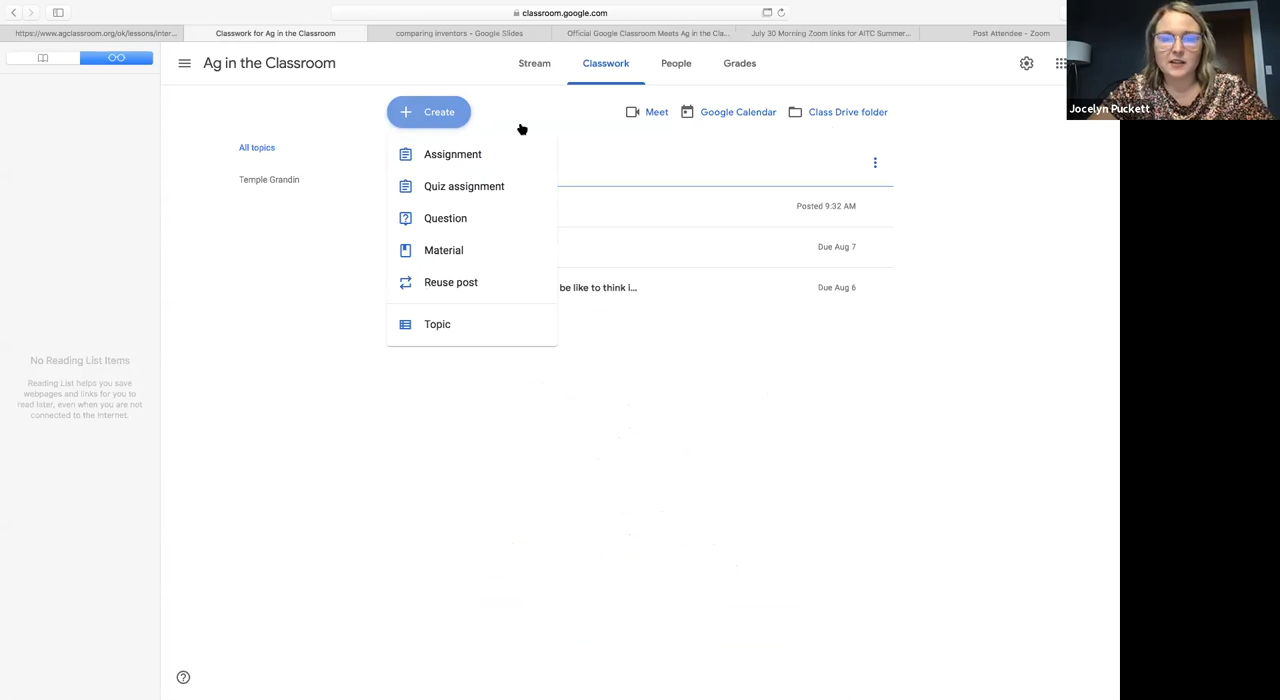 classroom.google.com
https://www.agclassroom.org/ok/lessons/inter...
Classwork for Ag in the Classroom
comparing inventors - Google Slides
Official Google Classroom Meets Ag in the Cla...
July 30 Morning Zoom links for AITC Summer...
Post Attendee - Zoom
Ag in the Classroom
Stream
Classwork
People
Grades
Jocelyn Puckett
Create
Meet
Google Calendar
Class Drive folder
All topics
Temple Grandin
Assignment
Quiz assignment
Question
Material
Reuse post
Topic
Posted 9:32 AM
Due Aug 7
be like to think i...
Due Aug 6
No Reading List Items
Reading List helps you save
webpages and links for you to
read later, even when you are not
connected to the Internet.